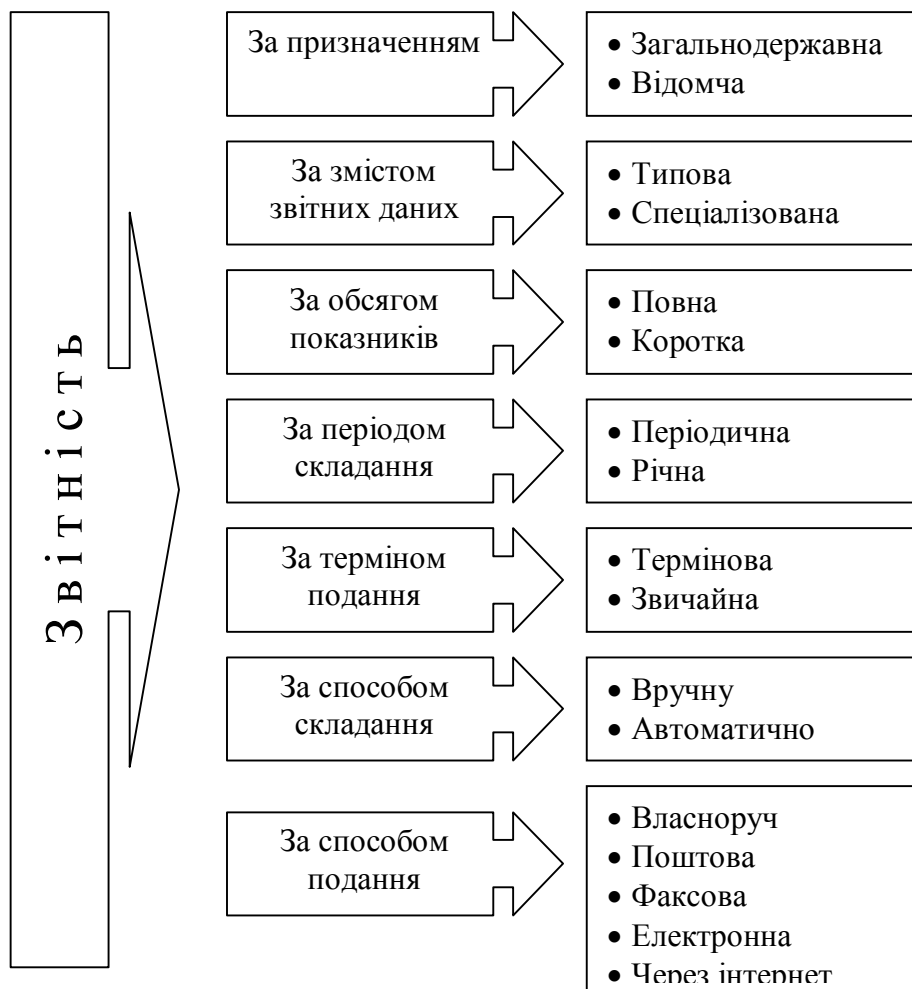 Звітність
За призначенням
• Загальнодержавна
• Відомча
За змістом
звітних даних
• Типова
• Спеціалізована
За обсягом
показників
• Повна
• Коротка
За періодом
складання
• Періодична
• Річна
За терміном
подання
• Термінова
• Звичайна
За способом
складання
• Вручну
• Автоматично
За способом
подання
• Власноруч
• Поштова
• Факсова
• Електронна
• Через інтернет